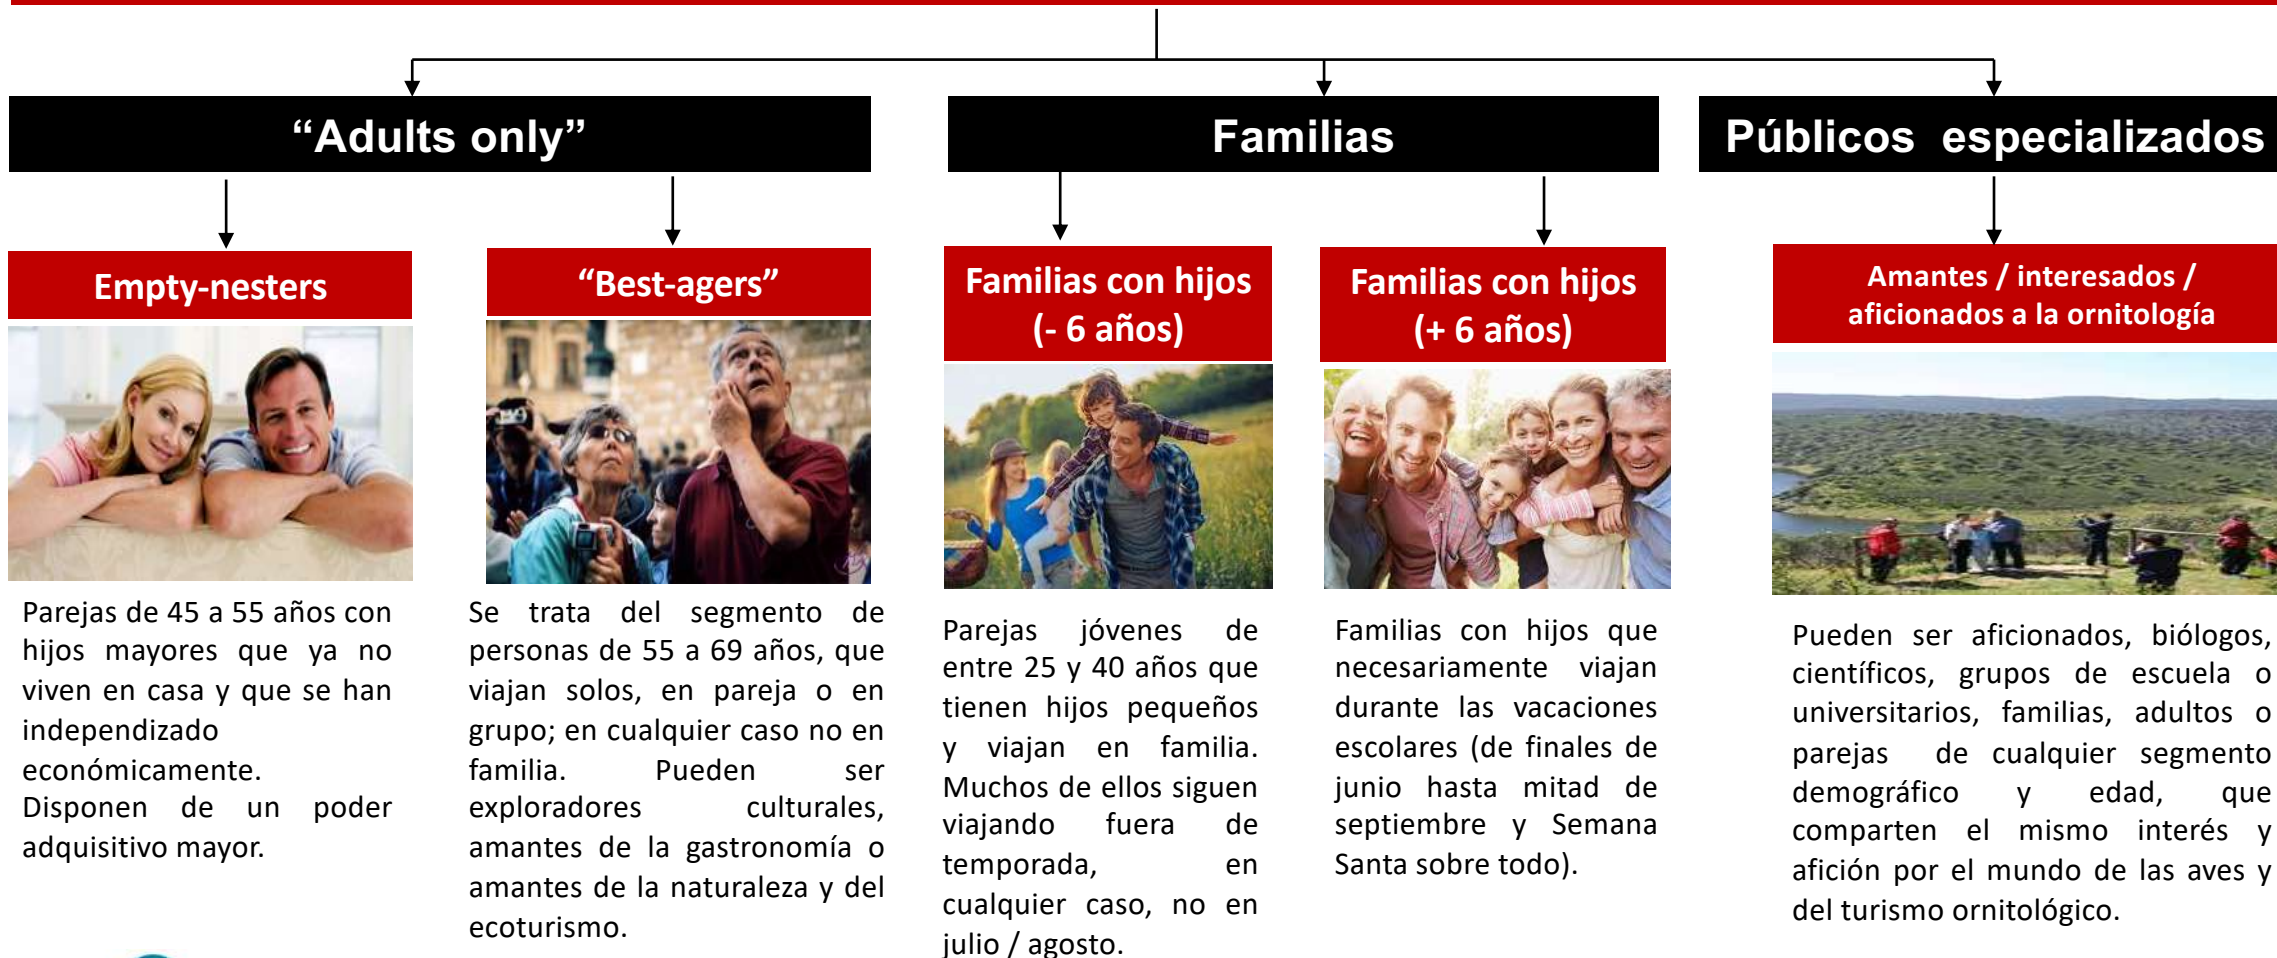 “Adults only”
Familias
Públicos especializados
Empty-nesters
“Best-agers”
Familias con hijos
(- 6 años)
Familias con hijos
(+ 6 años)
Amantes / interesados /
aficionados a la ornitología
Parejas de 45 a 55 años con
hijos mayores que ya no
viven en casa y que se han
independizado
económicamente.
Disponen de un poder
adquisitivo mayor.
Se trata del segmento de
personas de 55 a 69 años, que
viajan solos, en pareja o en
grupo; en cualquier caso no en
familia. Pueden ser
exploradores culturales,
amantes de la gastronomía o
amantes de la naturaleza y del
ecoturismo.
Parejas jóvenes de
entre 25 y 40 años que
tienen hijos pequeños
y viajan en familia.
Muchos de ellos siguen
viajando fuera de
temporada, en
cualquier caso, no en
julio / agosto.
Familias con hijos que
necesariamente viajan
durante las vacaciones
escolares (de finales de
junio hasta mitad de
septiembre y Semana
Santa sobre todo).
Pueden ser aficionados, biólogos,
científicos, grupos de escuela o
universitarios, familias, adultos o
parejas de cualquier segmento
demográfico y edad, que
comparten el mismo interés y
afición por el mundo de las aves y
del turismo ornitológico.